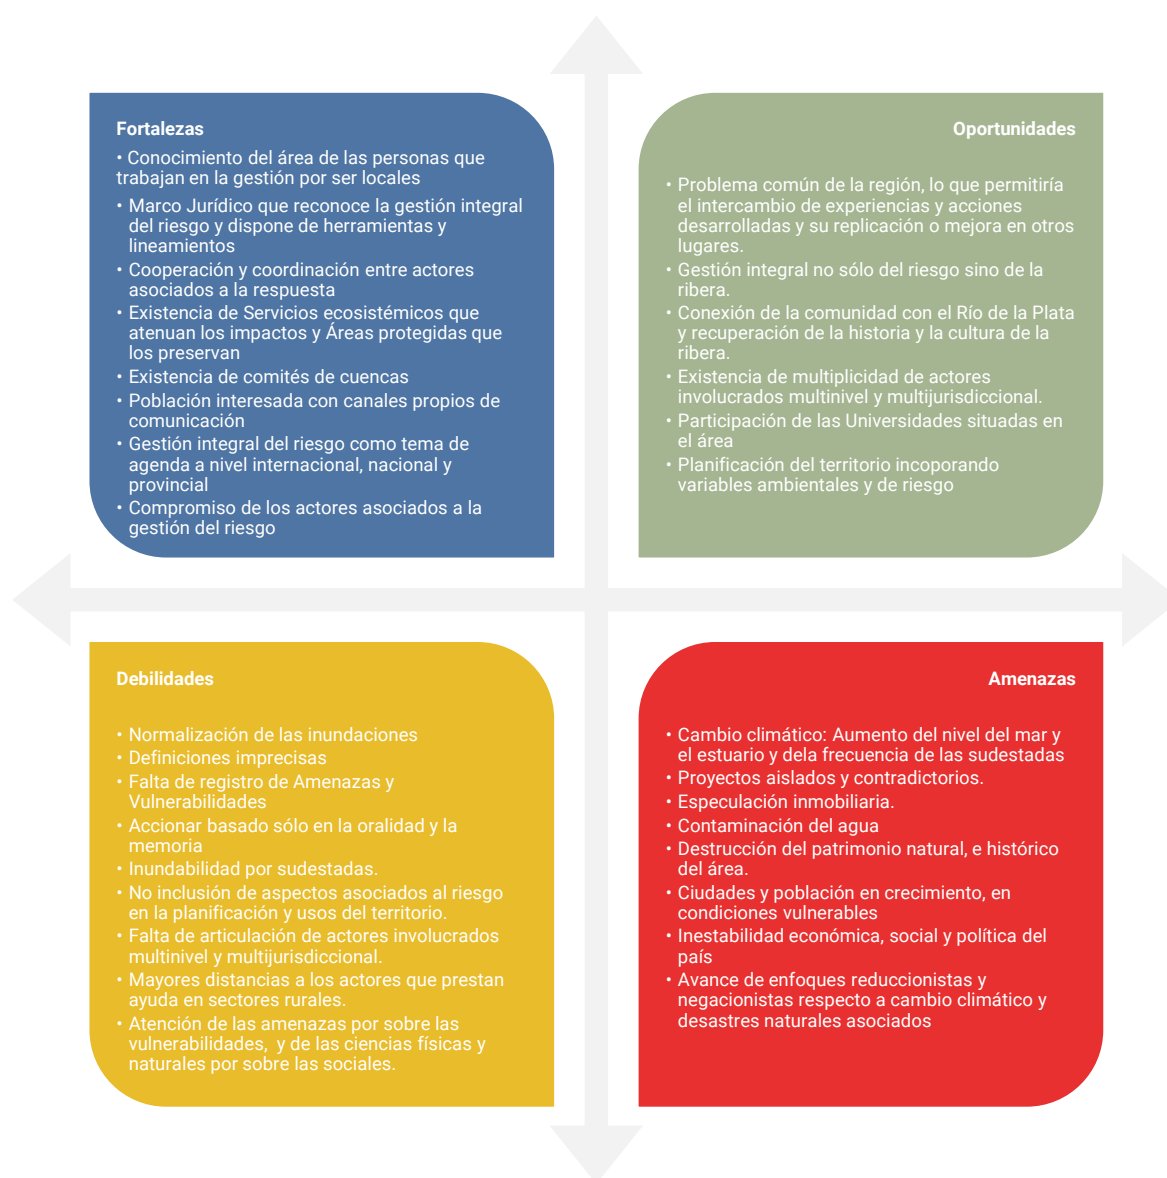 Fortalezas
• Conocimiento del área de las personas que
trabajan en la gestión por ser locales
• Marco Jurídico que reconoce la gestión integral
del riesgo y dispone de herramientas y
lineamientos
• Cooperación y coordinación entre actores
asociados a la respuesta
• Existencia de Servicios ecosistémicos que
atenuan los impactos y Áreas protegidas que
los preservan
• Existencia de comités de cuencas
• Población interesada con canales propios de
comunicación
• Gestión integral del riesgo como tema de
agenda a nivel internacional, nacional y
provincial
• Compromiso de los actores asociados a la
gestión del riesgo
Oportunidades
• Problema común de la región, lo que permitiría
el intercambio de experiencias y acciones
desarrolladas y su replicación o mejora en otros
lugares.
• Gestión integral no sólo del riesgo sino de la
ribera.
• Conexión de la comunidad con el Río de la Plata
y recuperación de la historia y la cultura de la
ribera.
• Existencia de multiplicidad de actores
involucrados multinivel y multijurisdiccional.
• Participación de las Universidades situadas en
el área
• Planificación del territorio incoporando
variables ambientales y de riesgo
Debilidades
• Normalización de las inundaciones
• Definiciones imprecisas
• Falta de registro de Amenazas y
Vulnerabilidades
• Accionar basado sólo en la oralidad y la
memoria
• Inundabilidad por sudestadas.
• No inclusión de aspectos asociados al riesgo
en la planificación y usos del territorio.
• Falta de articulación de actores involucrados
multinivel y multijurisdiccional.
• Mayores distancias a los actores que prestan
ayuda en sectores rurales.
• Atención de las amenazas por sobre las
vulnerabilidades, y de las ciencias físicas y
naturales por sobre las sociales.
Amenazas
• Cambio climático: Aumento del nivel del mar y
el estuario y dela frecuencia de las sudestadas
• Proyectos aislados y contradictorios.
• Especulación inmobiliaria.
• Contaminación del agua
• Destrucción del patrimonio natural, e histórico
del área.
• Ciudades y población en crecimiento, en
condiciones vulnerables
• Inestabilidad económica, social y política del
país
• Avance de enfoques reduccionistas y
negacionistas respecto a cambio climático y
desastres naturales asociados